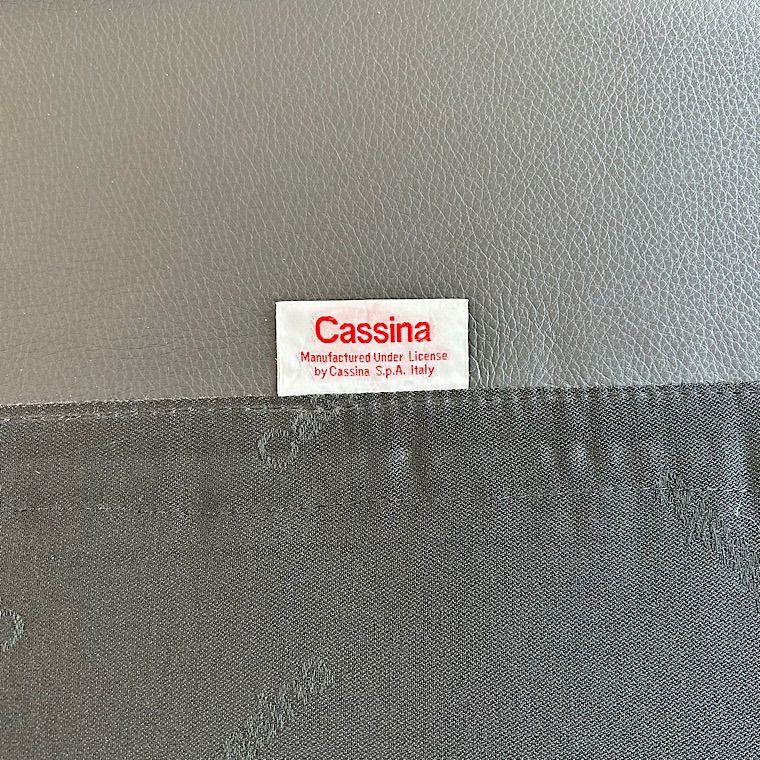 Cassina
Manufactured Under License
by Cassina S.p.A. Italy